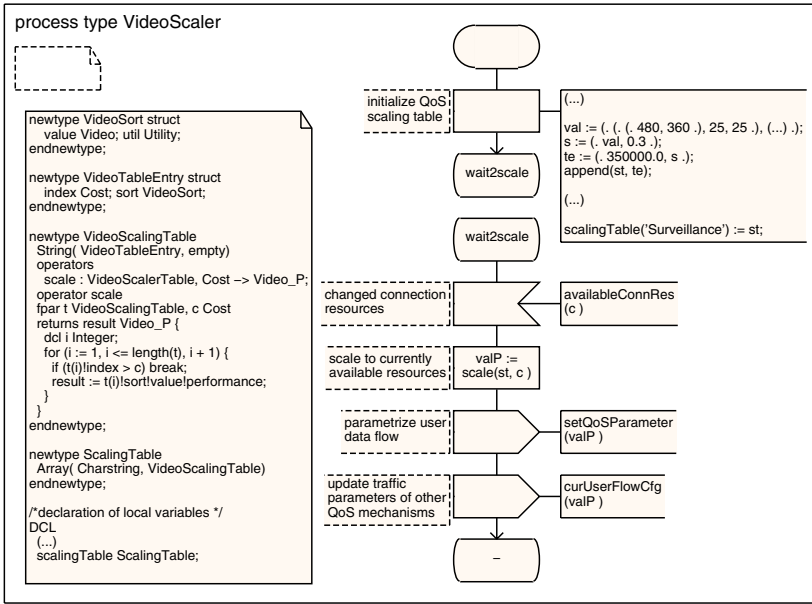 process type VideoScaler
newtype VideoSort struct
value Video; util Utility;
endnewtype;
newtype VideoTableEntry struct
index Cost; sort VideoSort;
endnewtype;
newtype VideoScalingTable
String( VideoTableEntry, empty)
operators
scale : VideoScalerTable, Cost −> Video_P;
operator scale
fpar t VideoScalingTable, c Cost
returns result Video_P {
dcl i Integer;
for (i := 1, i <= length(t), i + 1) {
if (t(i)!index > c) break;
result := t(i)!sort!value!performance;
}
}
endnewtype;
newtype ScalingTable
Array( Charstring, VideoScalingTable)
endnewtype;
/*declaration of local variables */
DCL
(...)
scalingTable ScalingTable;
initialize QoS
scaling table
(...)
val := (. (. (. 480, 360 .), 25, 25 .), (...) .);
s := (. val, 0.3 .);
te := (. 350000.0, s .);
append(st, te);
(...)
scalingTable('Surveillance') := st;
wait2scale
wait2scale
changed connection
resources
availableConnRes
(c )
scale to currently
available resources
valP :=
scale(st, c )
parametrize user
data flow
setQoSParameter
(valP )
update traffic
parameters of other
QoS mechanisms
curUserFlowCfg
(valP )
−